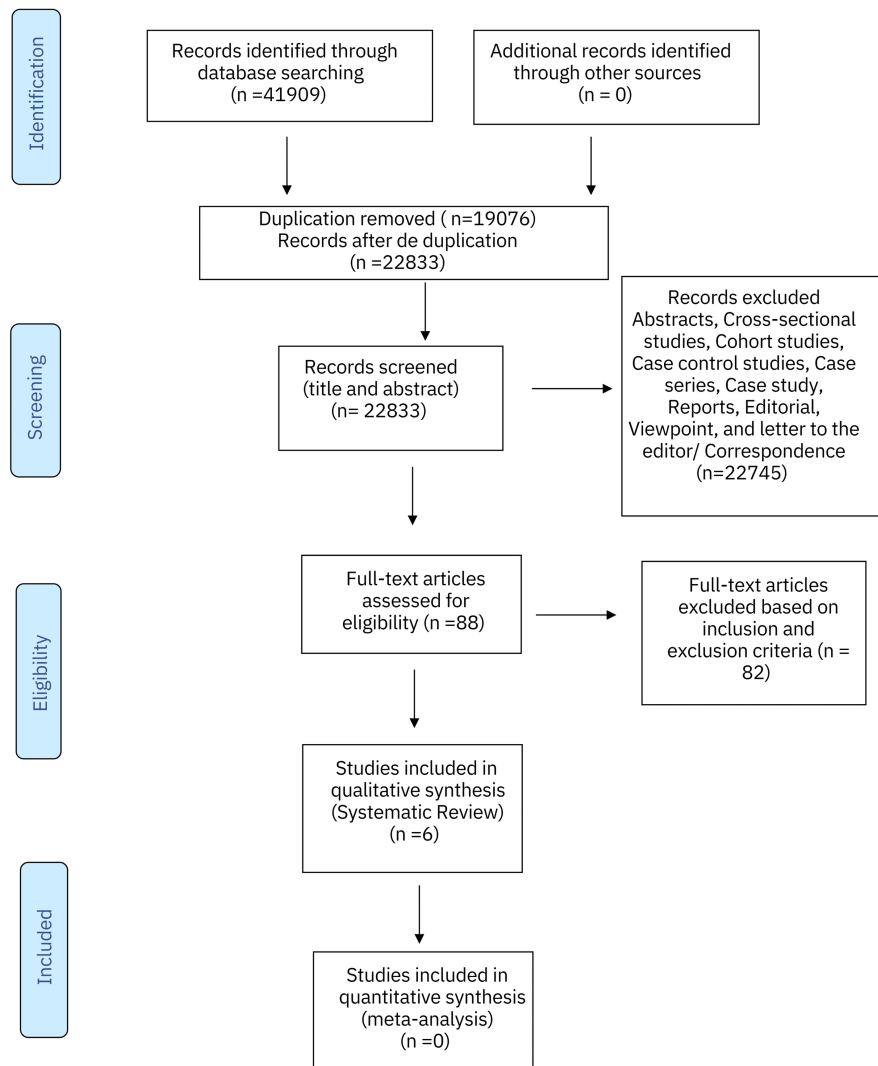 Identification
Records identified through
database searching
(n =41909)
Additional records identified
through other sources
(n = 0)
Duplication removed ( n=19076)
Records after de duplication
(n =22833)
Screening
Records screened
(title and abstract)
(n= 22833)
Records excluded
Abstracts, Cross-sectional
studies, Cohort studies,
Case control studies, Case
series, Case study,
Reports, Editorial,
Viewpoint, and letter to the
editor/ Correspondence
(n=22745)
Eligibility
Full-text articles
assessed for
eligibility (n =88)
Full-text articles
excluded based on
inclusion and
exclusion criteria (n =
82)
Studies included in
qualitative synthesis
(Systematic Review)
(n =6)
Included
Studies included in
quantitative synthesis
(meta-analysis)
(n =0)